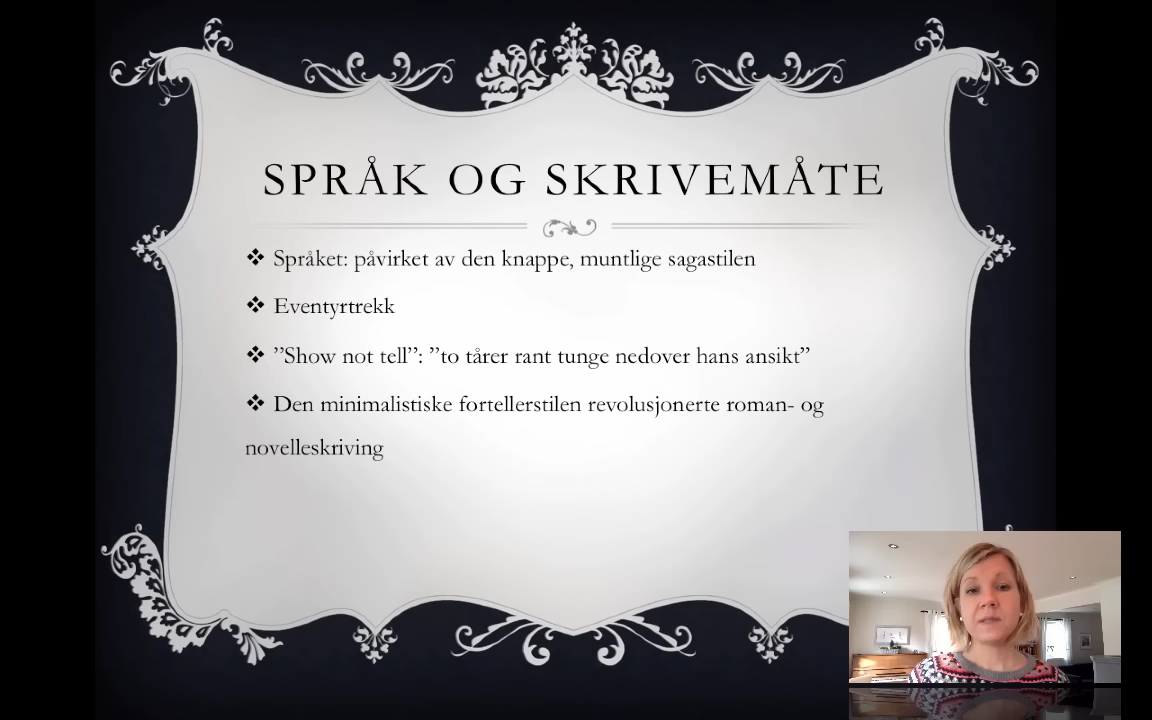 SPRÅK OG SKRIVEMÅTE
❖ Språket: påvirket av den knappe, muntlige sagastilen
❖ Eventyrtrekk
❖ ”Show not tell”: ”to tårer rant tunge nedover hans ansikt”
❖ Den minimalistiske fortellerstilen revolusjonerte roman- og
novelleskriving